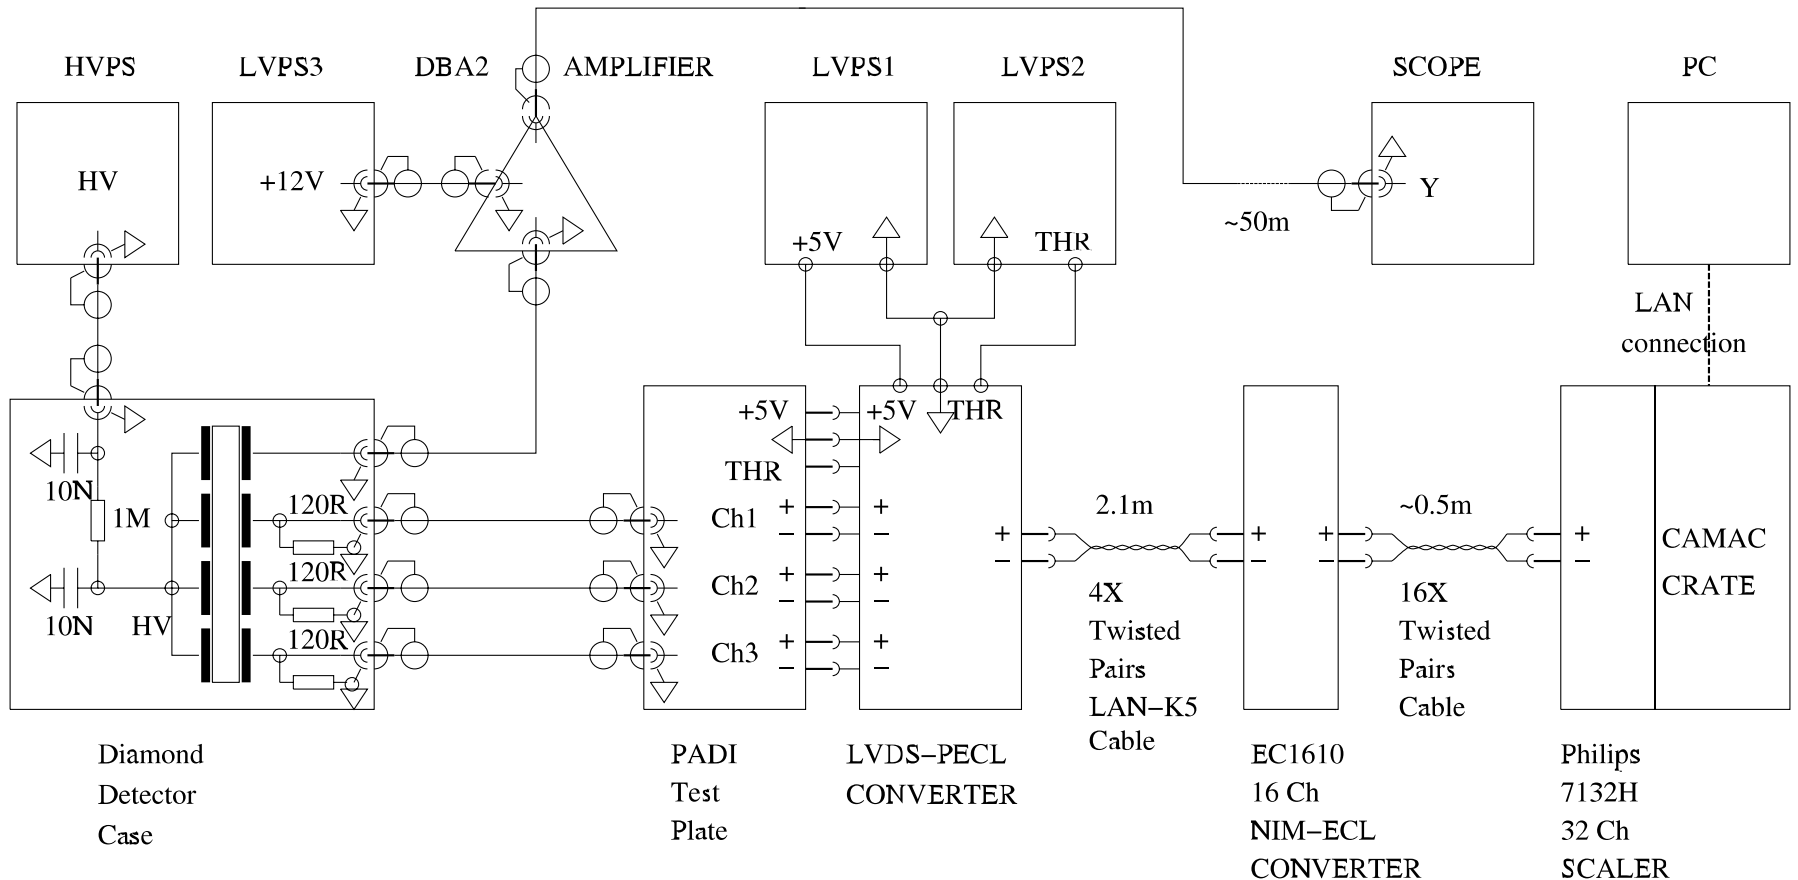 HVPS LVPS3 DBA2 AMPLIFIER LVPS1 LVPS2 SCOPE PC
HV +12V Y
~50m
+5V THR
LAN
connection
+5V +5V THR
THR
10N
1M
120R
Ch1 + − + −
120R
Ch2 + − + −
10N HV
120R
Ch3 + − + −
+ −
2.1m
4X
Twisted
Pairs
LAN−K5
Cable
+ −
+ −
~0.5m
16X
Twisted
Pairs
Cable
+ −
CAMAC
CRATE
Diamond
Detector
Case
PADI
Test
Plate
LVDS−PECL
CONVERTER
EC1610
16 Ch
NIM−ECL
CONVERTER
Philips
7132H
32 Ch
SCALER